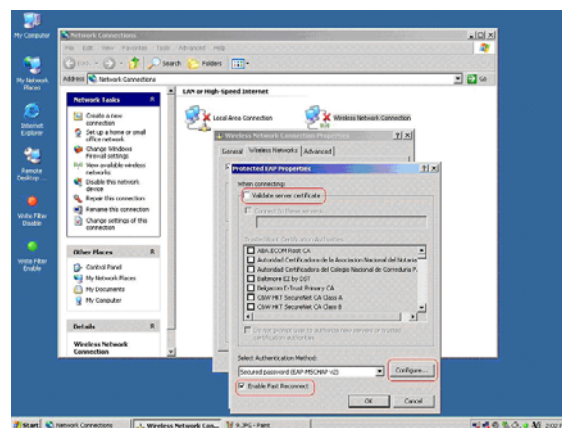 My Computer
My Network Places
Internet Explorer
Remote Desktop ...
Write Filter Disable
Write Filter Enable
Network Connections
File Edit View Favorites Tools Advanced Help
Back Search Folders
Address Network Connections Go
Network Tasks
Create a new connection
Set up a home or small office network
Change Windows Firewall settings
View available wireless networks
Disable this network device
Repair this connection
Rename this connection
Change settings of this connection
Other Places
Control Panel
My Network Places
My Documents
My Computer
Details
Wireless Network Connection
LAN or High-Speed Internet
Local Area Connection
Wireless Network Connection
Wireless Network Connection Properties
General Wireless Networks Advanced
Protected EAP Properties
When connecting:
Validate server certificate
Connect to these servers:
Trusted Root Certification Authorities:
ABA.ECOM Root CA
Autoridad Certificadora de la Asociacion Nacional del Notaria
Autoridad Certificadora del Colegio Nacional de Correduria P.
Baltimore EZ by DST
Belgacom E-Trust Primary CA
C&W HKT SecureNet CA Class A
C&W HKT SecureNet CA Class B
Do not prompt user to authorize new servers or trusted certification authorities.
Select Authentication Method:
Secured password (EAP-MSCHAP v2)
Configure...
Enable Fast Reconnect
OK Cancel
Start Network Connections Wireless Network Con... 9.JPG - Paint